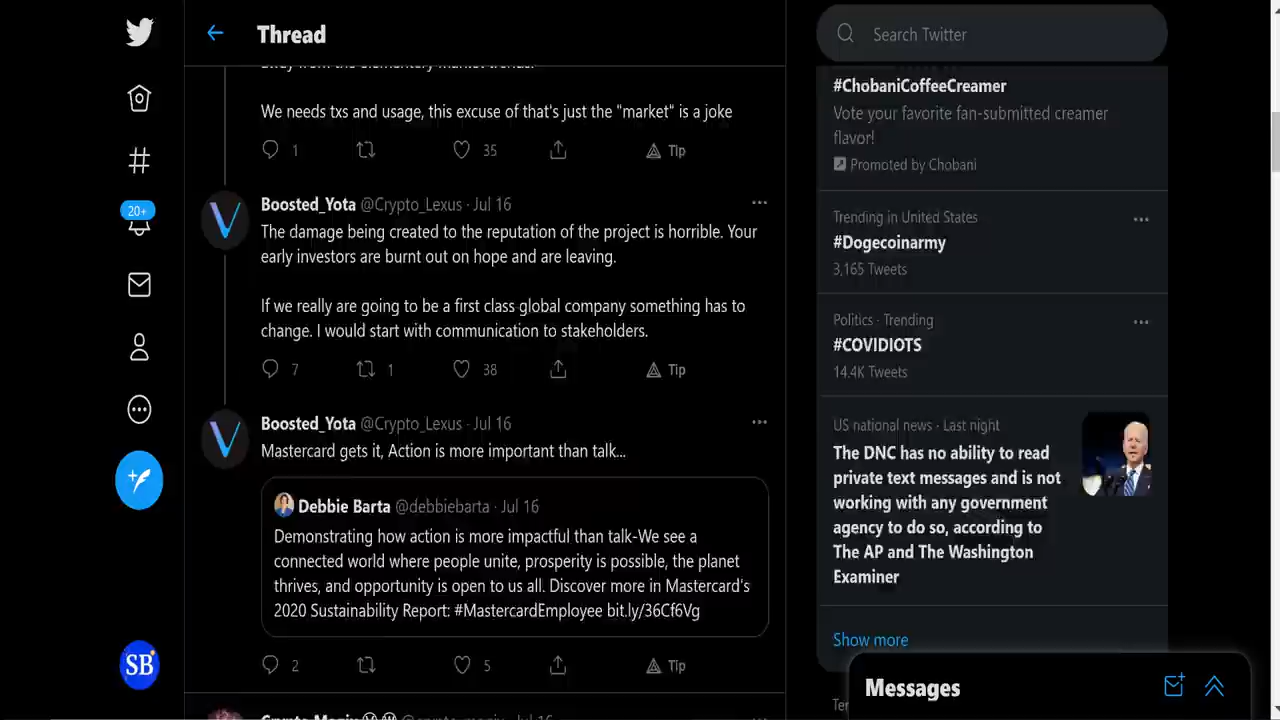 Thread
Search Twitter
away from the elementary market trends.
We needs txs and usage, this excuse of that's just the "market" is a joke
1
35
Tip
Boosted_Yota @Crypto_Lexus · Jul 16
The damage being created to the reputation of the project is horrible. Your
early investors are burnt out on hope and are leaving.
If we really are going to be a first class global company something has to
change. I would start with communication to stakeholders.
7
1
38
Tip
Boosted_Yota @Crypto_Lexus · Jul 16
Mastercard gets it, Action is more important than talk...
Debbie Barta @debbiebarta · Jul 16
Demonstrating how action is more impactful than talk-We see a
connected world where people unite, prosperity is possible, the planet
thrives, and opportunity is open to us all. Discover more in Mastercard's
2020 Sustainability Report: #MastercardEmployee bit.ly/36Cf6Vg
2
5
Tip
20+
SB
#ChobaniCoffeeCreamer
Vote your favorite fan-submitted creamer
flavor!
Promoted by Chobani
Trending in United States
#Dogecoinarmy
3,165 Tweets
Politics · Trending
#COVIDIOTS
14.4K Tweets
US national news · Last night
The DNC has no ability to read
private text messages and is not
working with any government
agency to do so, according to
The AP and The Washington
Examiner
Show more
Messages